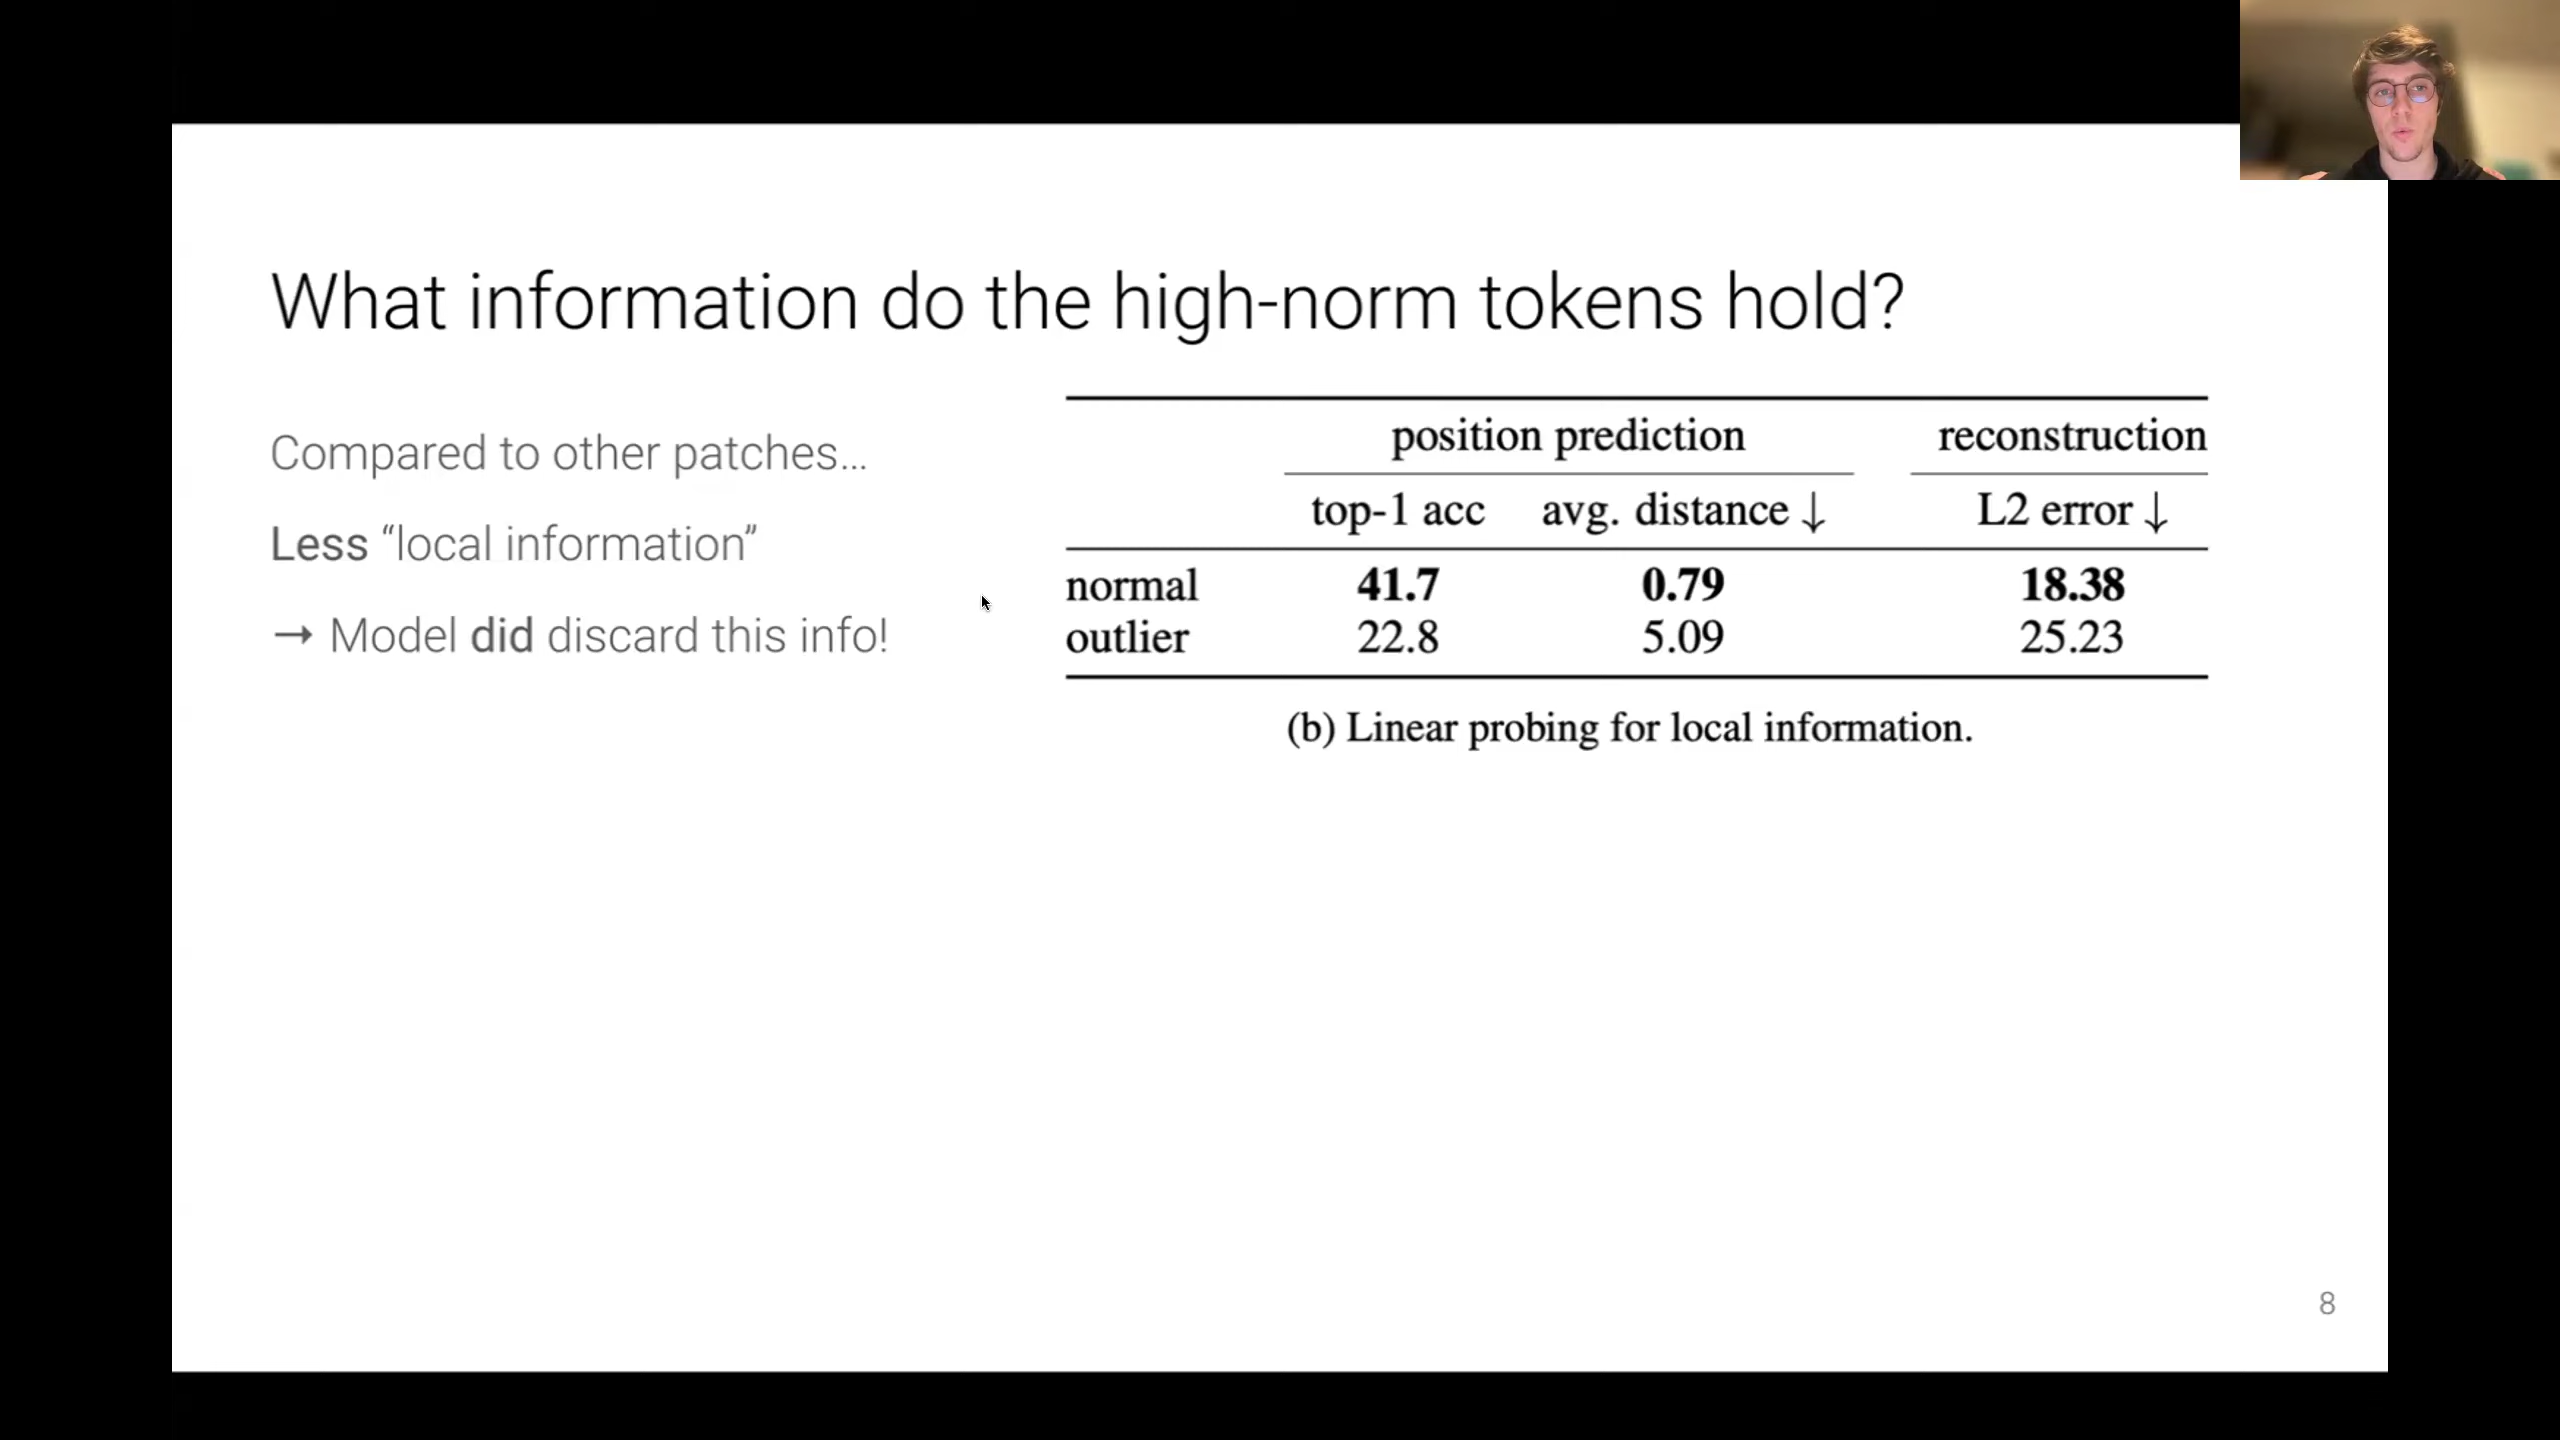 What information do the high-norm tokens hold?
Compared to other patches…
Less “local information”
→ Model did discard this info!
position prediction reconstruction
top-1 acc avg. distance ↓ L2 error ↓
normal 41.7 0.79 18.38
outlier 22.8 5.09 25.23
(b) Linear probing for local information.
8